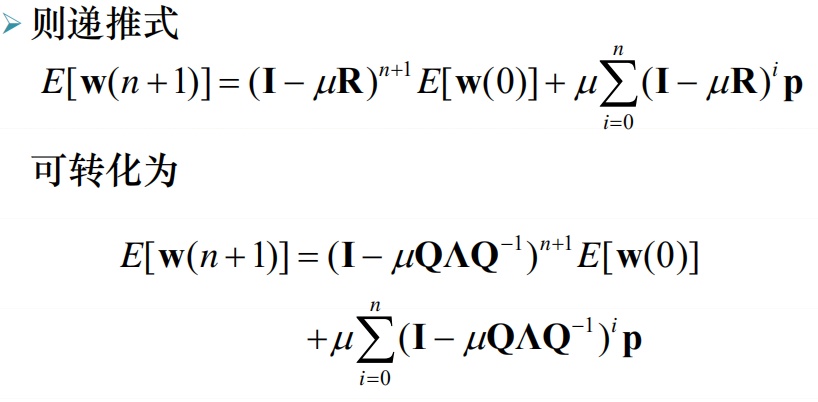 ➢ 则递推式
E[w(n+1)] = (I − μR)^{n+1} E[w(0)] + μ∑_{i=0}^{n}(I − μR)^i p
可转化为
E[w(n+1)] = (I − μQΛQ^{−1})^{n+1} E[w(0)]
+μ∑_{i=0}^{n}(I − μQΛQ^{−1})^i p